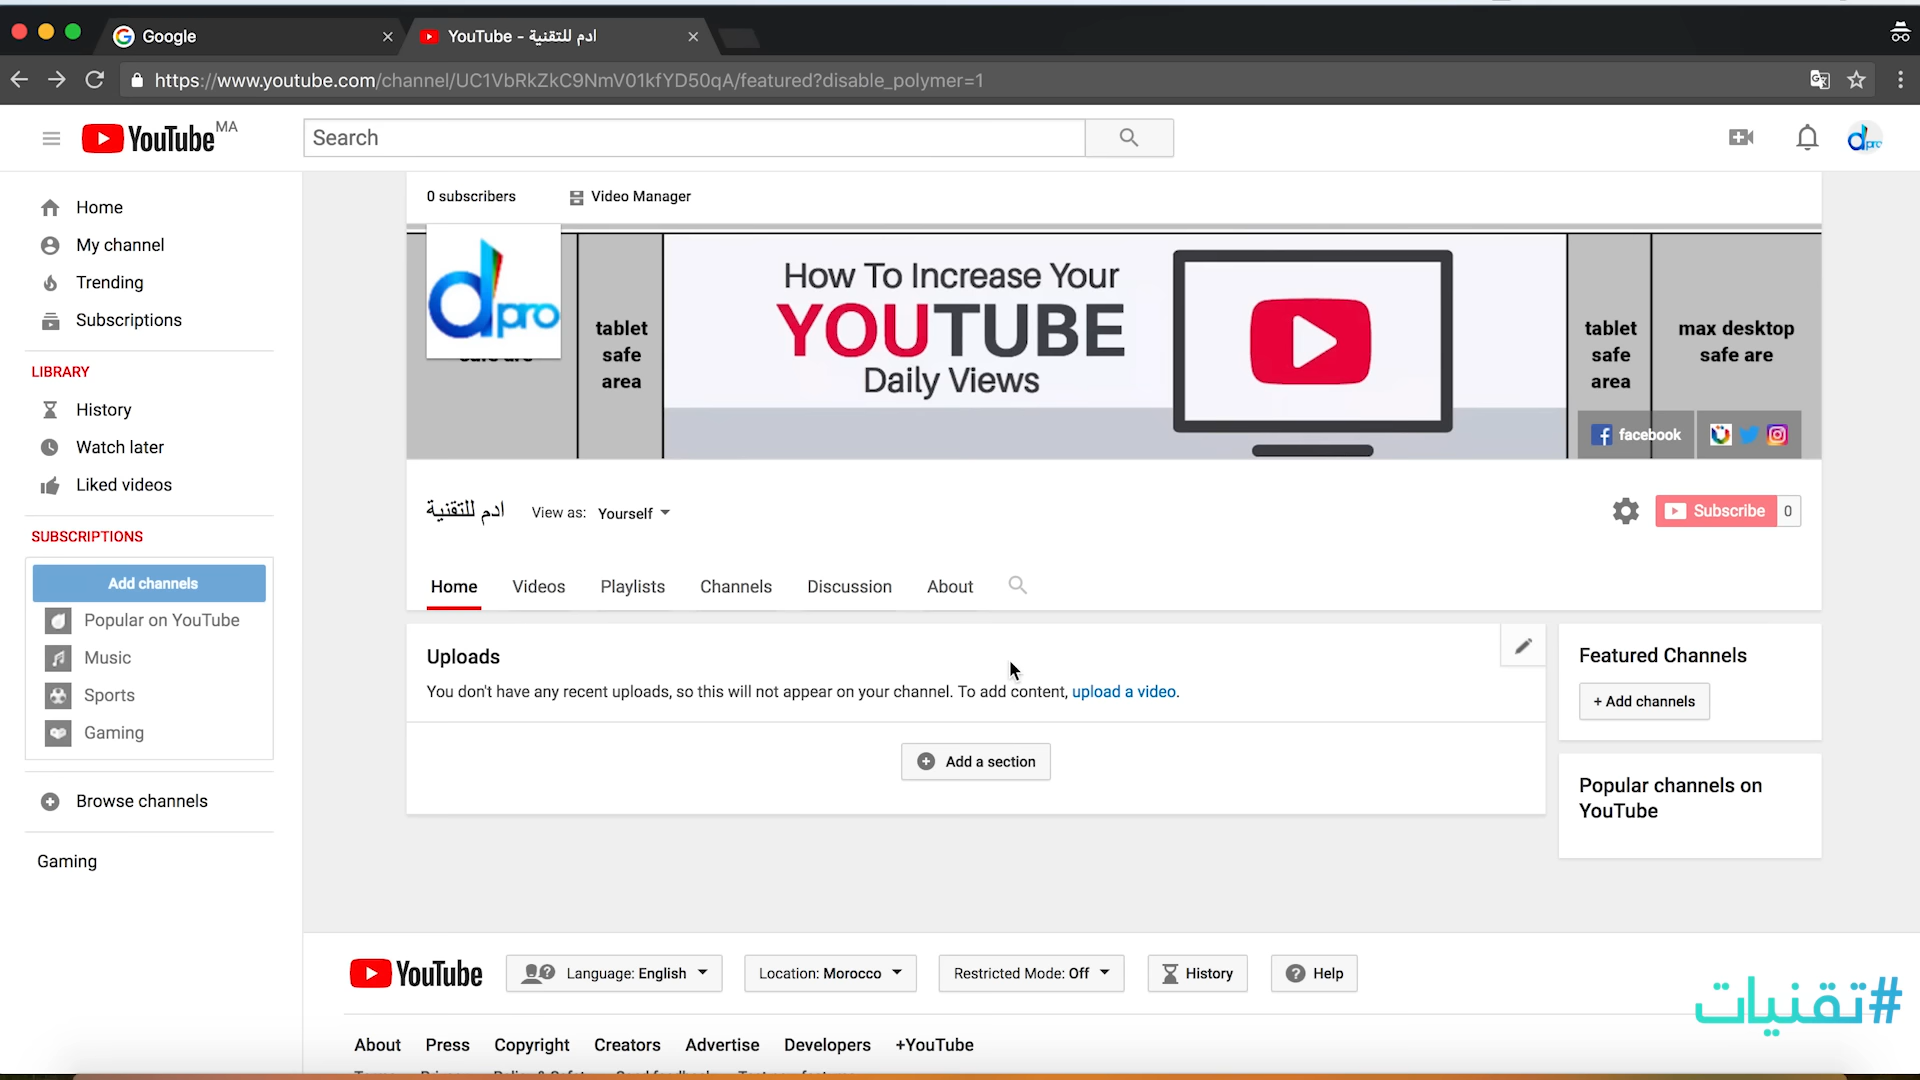 Google
YouTube - ادم للتقنية
https://www.youtube.com/channel/UC1VbRkZkC9NmV01kfYD50qA/featured?disable_polymer=1
YouTube MA
Search
dpro
Home
My channel
Trending
Subscriptions
LIBRARY
History
Watch later
Liked videos
SUBSCRIPTIONS
Add channels
Popular on YouTube
Music
Sports
Gaming
Browse channels
Gaming
0 subscribers
Video Manager
dpro
tablet
safe
area
How To Increase Your
YOUTUBE
Daily Views
tablet
safe
area
max desktop
safe are
facebook
ادم للتقنية
View as: Yourself
Subscribe 0
Home Videos Playlists Channels Discussion About
Uploads
You don't have any recent uploads, so this will not appear on your channel. To add content, upload a video.
Add a section
Featured Channels
+ Add channels
Popular channels on
YouTube
YouTube
Language: English
Location: Morocco
Restricted Mode: Off
History
Help
#تقنيات
About Press Copyright Creators Advertise Developers +YouTube